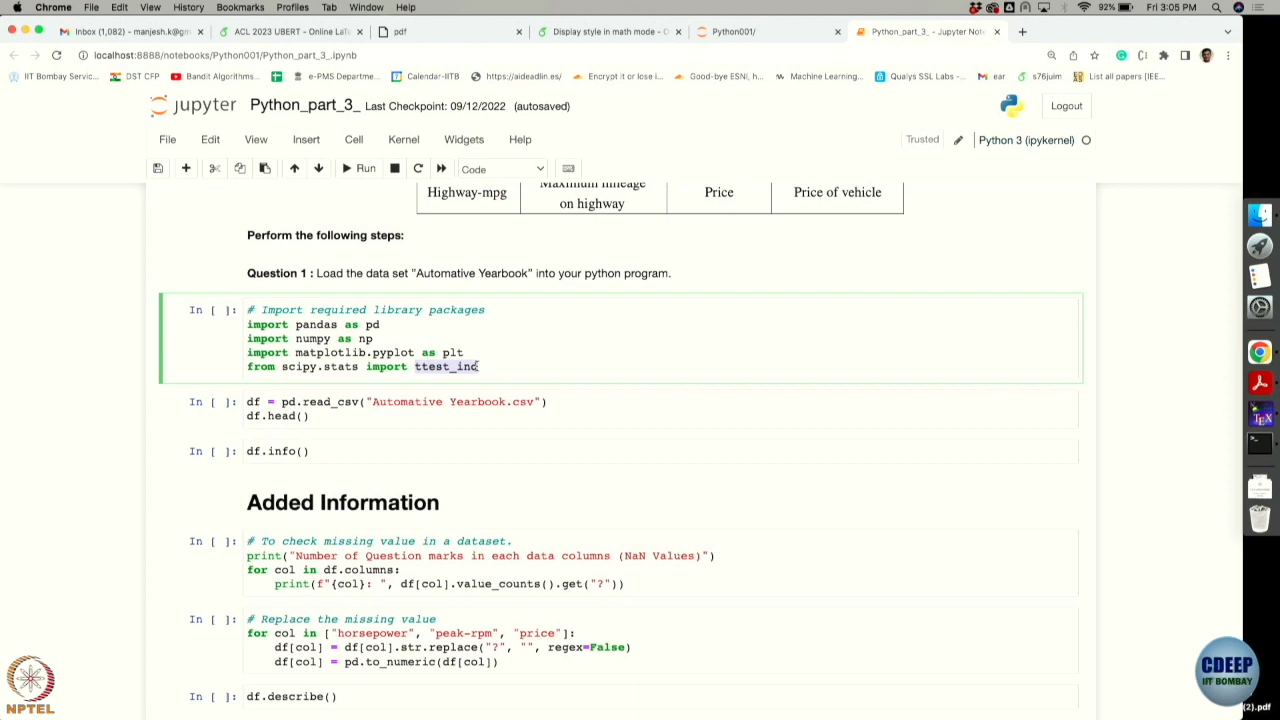 Chrome File Edit View History Bookmarks Profiles Tab Window Help 92% Fri 3:05 PM
Inbox (1,082) - manjesh.k@gm ACL 2023 UBERT - Online LaTe pdf Display style in math mode - O Python001/ Python_part_3_ - Jupyter Note
localhost:8888/notebooks/Python001/Python_part_3_.ipynb
IIT Bombay Servic... DST CFP Bandit Algorithms... e-PMS Departmen... Calendar-IITB https://aideadlin.es/ Encrypt it or lose i... Good-bye ESNI, h... Machine Learning... Qualys SSL Labs -... ear s76juim List all papers [IEE...
jupyter Python_part_3_ Last Checkpoint: 09/12/2022 (autosaved) Logout
File Edit View Insert Cell Kernel Widgets Help Trusted Python 3 (ipykernel)
Run Code
Highway-mpg Maximum mileage on highway Price Price of vehicle
Perform the following steps:
Question 1 : Load the data set "Automative Yearbook" into your python program.
In [ ]: # Import required library packages
import pandas as pd
import numpy as np
import matplotlib.pyplot as plt
from scipy.stats import ttest_ind
In [ ]: df = pd.read_csv("Automative Yearbook.csv")
df.head()
In [ ]: df.info()
Added Information
In [ ]: # To check missing value in a dataset.
print("Number of Question marks in each data columns (NaN Values)")
for col in df.columns:
print(f"{col}: ", df[col].value_counts().get("?"))
In [ ]: # Replace the missing value
for col in ["horsepower", "peak-rpm", "price"]:
df[col] = df[col].str.replace("?", "", regex=False)
df[col] = pd.to_numeric(df[col])
In [ ]: df.describe()
NPTEL
CDEEP
IIT BOMBAY
(2).pdf
TEX